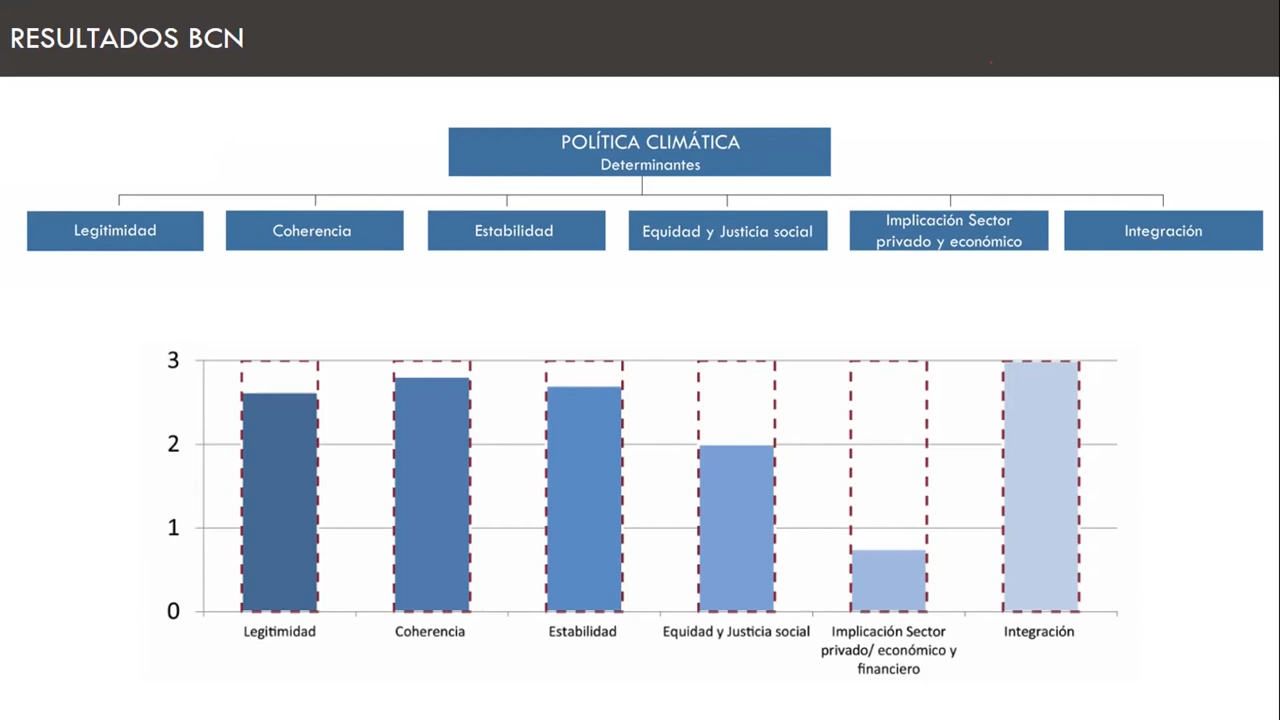 RESULTADOS BCN
POLÍTICA CLIMÁTICA
Determinantes
Legitimidad
Coherencia
Estabilidad
Equidad y Justicia social
Implicación Sector
privado y económico
Integración
3
2
1
0
Legitimidad
Coherencia
Estabilidad
Equidad y Justicia social
Implicación Sector
privado/ económico y
financiero
Integración